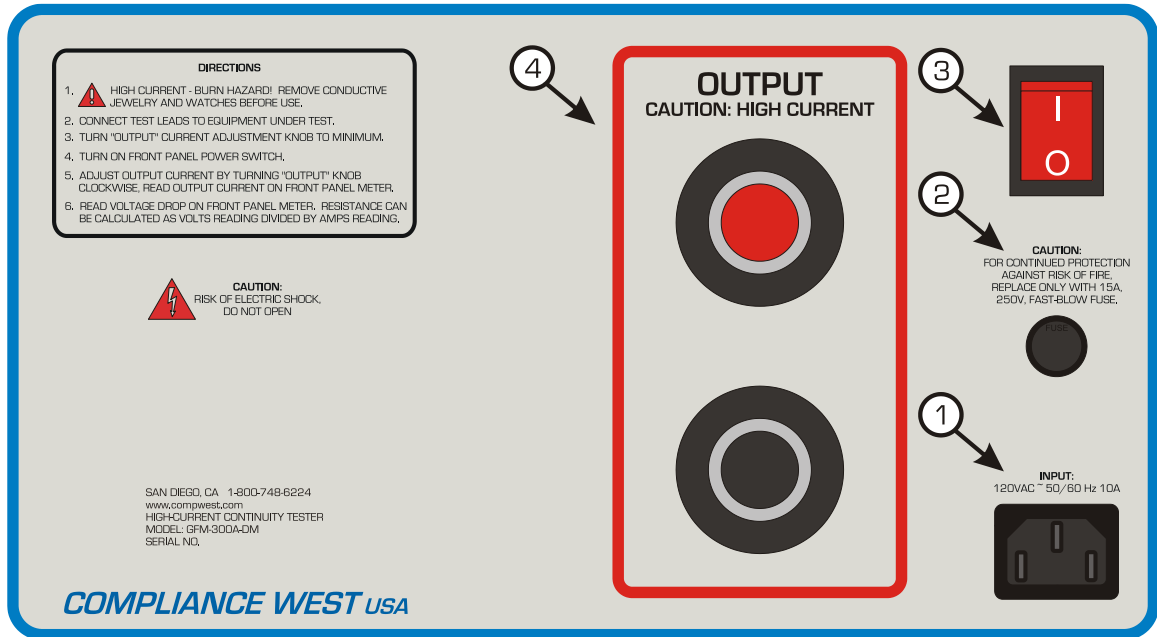 DIRECTIONS
1. HIGH CURRENT - BURN HAZARD! REMOVE CONDUCTIVE
JEWELRY AND WATCHES BEFORE USE.
2. CONNECT TEST LEADS TO EQUIPMENT UNDER TEST.
3. TURN "OUTPUT" CURRENT ADJUSTMENT KNOB TO MINIMUM.
4. TURN ON FRONT PANEL POWER SWITCH.
5. ADJUST OUTPUT CURRENT BY TURNING "OUTPUT" KNOB
CLOCKWISE, READ OUTPUT CURRENT ON FRONT PANEL METER.
6. READ VOLTAGE DROP ON FRONT PANEL METER. RESISTANCE CAN
BE CALCULATED AS VOLTS READING DIVIDED BY AMPS READING.
CAUTION:
RISK OF ELECTRIC SHOCK,
DO NOT OPEN
SAN DIEGO, CA 1-800-748-6224
www.compwest.com
HIGH-CURRENT CONTINUITY TESTER
MODEL: GFM-300A-DM
SERIAL NO.
COMPLIANCE WEST USA
4
OUTPUT
CAUTION: HIGH CURRENT
3
I
O
2
CAUTION:
FOR CONTINUED PROTECTION
AGAINST RISK OF FIRE,
REPLACE ONLY WITH 15A,
250V, FAST-BLOW FUSE.
FUSE
1
INPUT:
120VAC ~ 50/60 Hz 10A